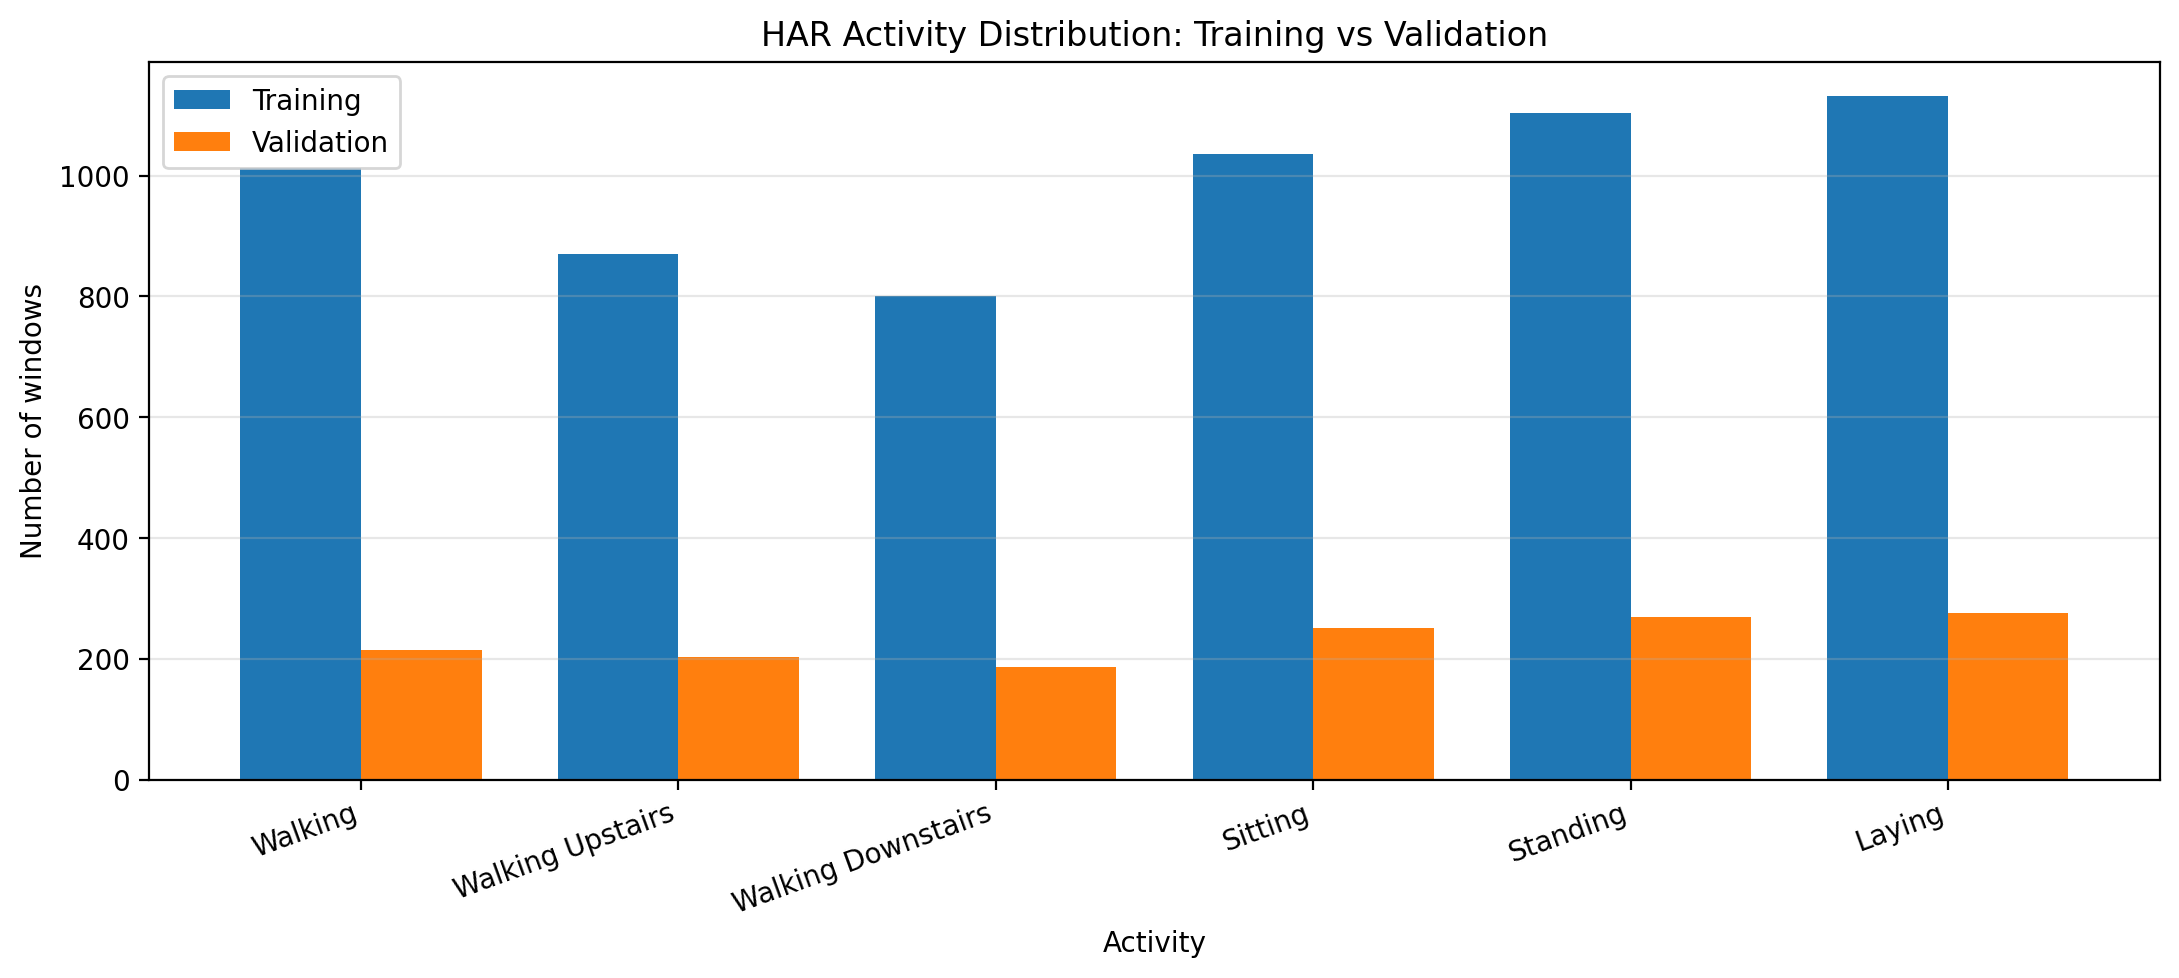 HAR Activity Distribution: Training vs Validation
Training
Validation
Number of windows
1000
800
600
400
200
0
Walking
Walking Upstairs
Walking Downstairs
Sitting
Standing
Laying
Activity